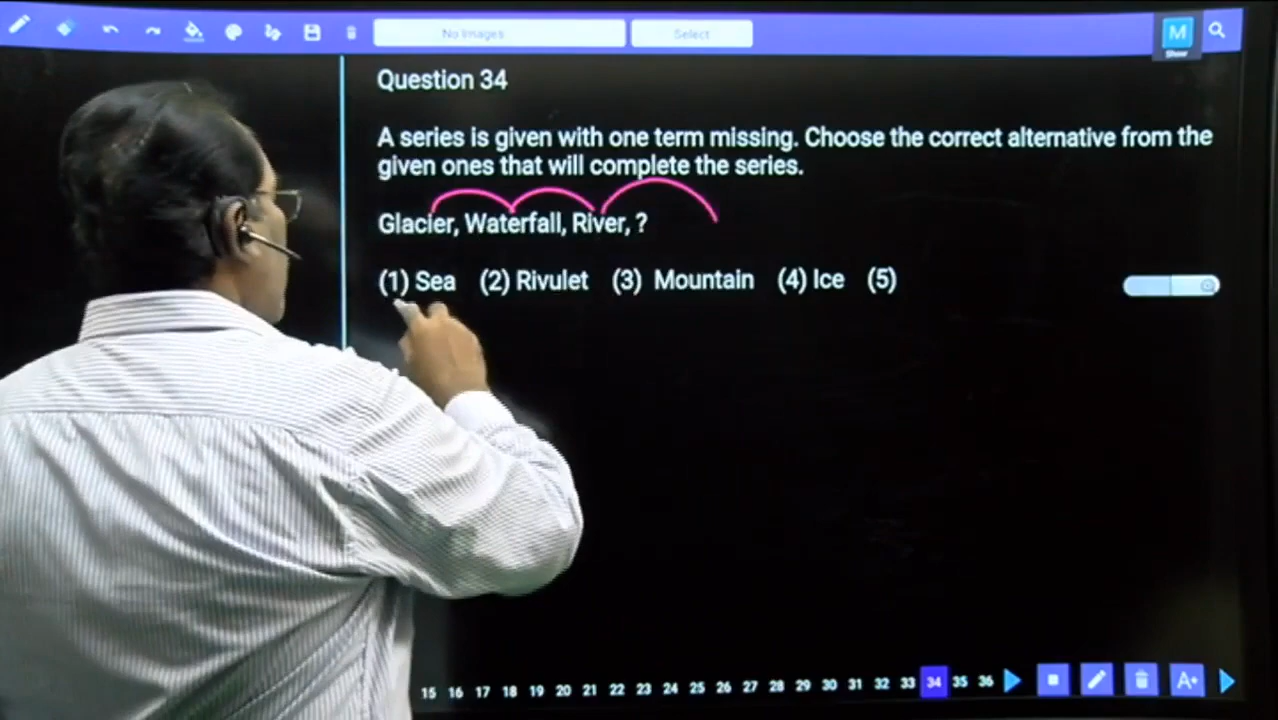 No Images Select M
Show
Question 34
A series is given with one term missing. Choose the correct alternative from the
given ones that will complete the series.
Glacier, Waterfall, River, ?
(1) Sea (2) Rivulet (3) Mountain (4) Ice (5)
15 16 17 18 19 20 21 22 23 24 25 26 27 28 29 30 31 32 33 34 35 36 A+